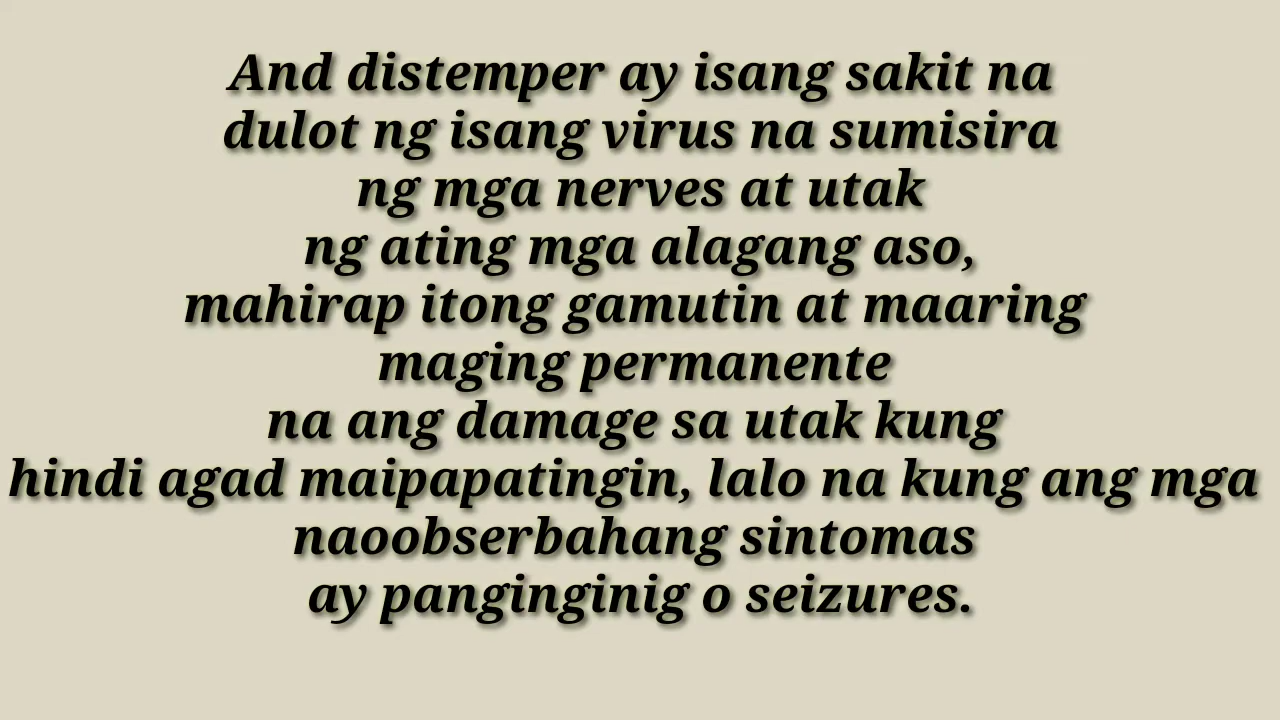 And distemper ay isang sakit na
dulot ng isang virus na sumisira
ng mga nerves at utak
ng ating mga alagang aso,
mahirap itong gamutin at maaring
maging permanente
na ang damage sa utak kung
hindi agad maipapatingin, lalo na kung ang mga
naoobserbahang sintomas
ay panginginig o seizures.